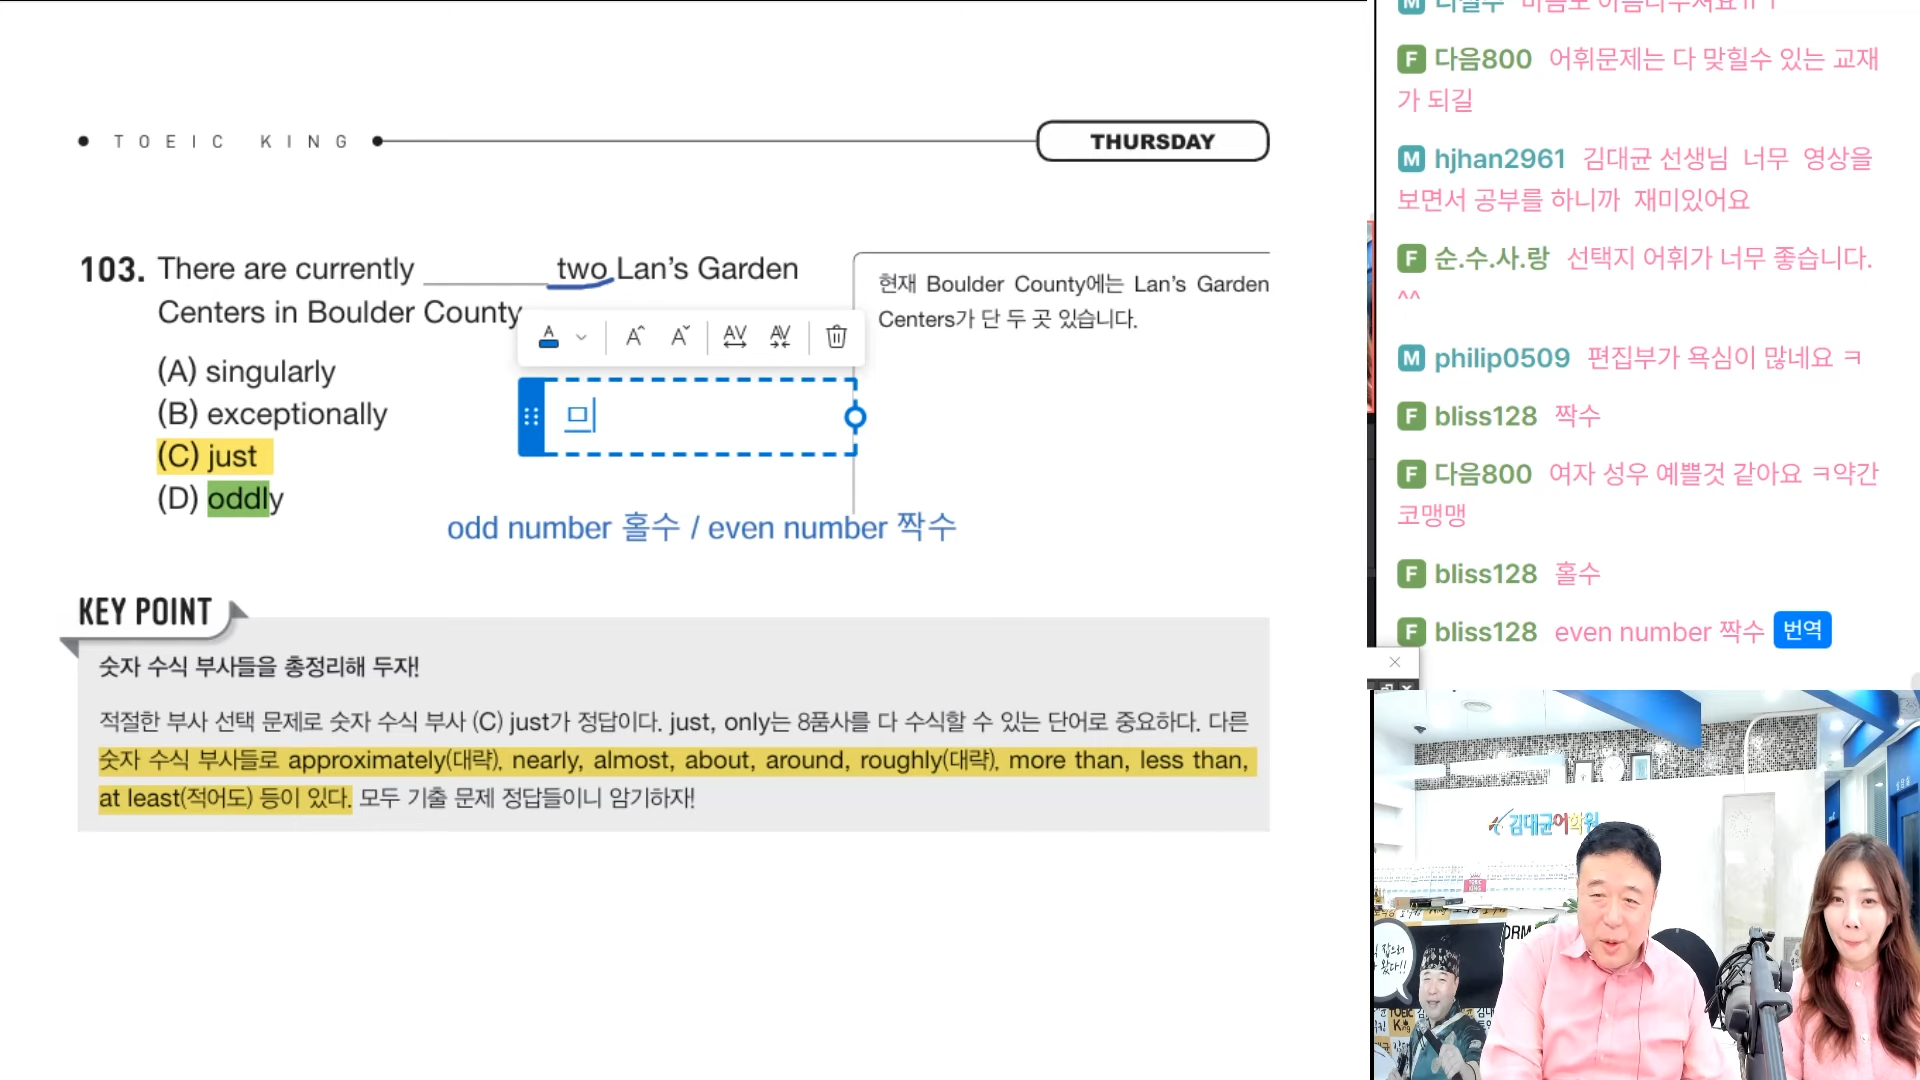 TOEIC KING
THURSDAY
103. There are currently ________ two Lan's Garden
Centers in Boulder County
(A) singularly
(B) exceptionally
(C) just
(D) oddly
현재 Boulder County에는 Lan's Garden
Centers가 단 두 곳 있습니다.
ㅁ
odd number 홀수 / even number 짝수
KEY POINT
숫자 수식 부사들을 총정리해 두자!
적절한 부사 선택 문제로 숫자 수식 부사 (C) just가 정답이다. just, only는 8품사를 다 수식할 수 있는 단어로 중요하다. 다른
숫자 수식 부사들로 approximately(대략), nearly, almost, about, around, roughly(대략), more than, less than,
at least(적어도) 등이 있다. 모두 기출 문제 정답들이니 암기하자!
F 다음800 어휘문제는 다 맞힐수 있는 교재
가 되길
M hjhan2961 김대균 선생님 너무 영상을
보면서 공부를 하니까 재미있어요
F 순.수.사.랑 선택지 어휘가 너무 좋습니다.
^^
M philip0509 편집부가 욕심이 많네요 ㅋ
F bliss128 짝수
F 다음800 여자 성우 예쁠것 같아요 ㅋ약간
코맹맹
F bliss128 홀수
F bliss128 even number 짝수 번역
김대균어학원
TOEIC
KING